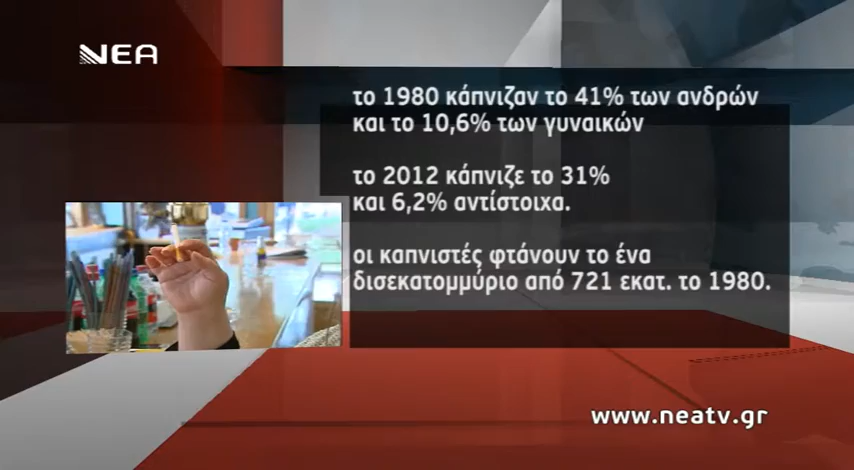 ΝΕΑ
το 1980 κάπνιζαν το 41% των ανδρών
και το 10,6% των γυναικών
το 2012 κάπνιζε το 31%
και 6,2% αντίστοιχα.
οι καπνιστές φτάνουν το ένα
δισεκατομμύριο από 721 εκατ. το 1980.
www.neatv.gr